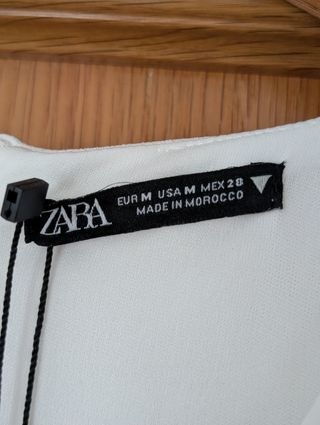 ZARA
EUR M USA M MEX 28
MADE IN MOROCCO